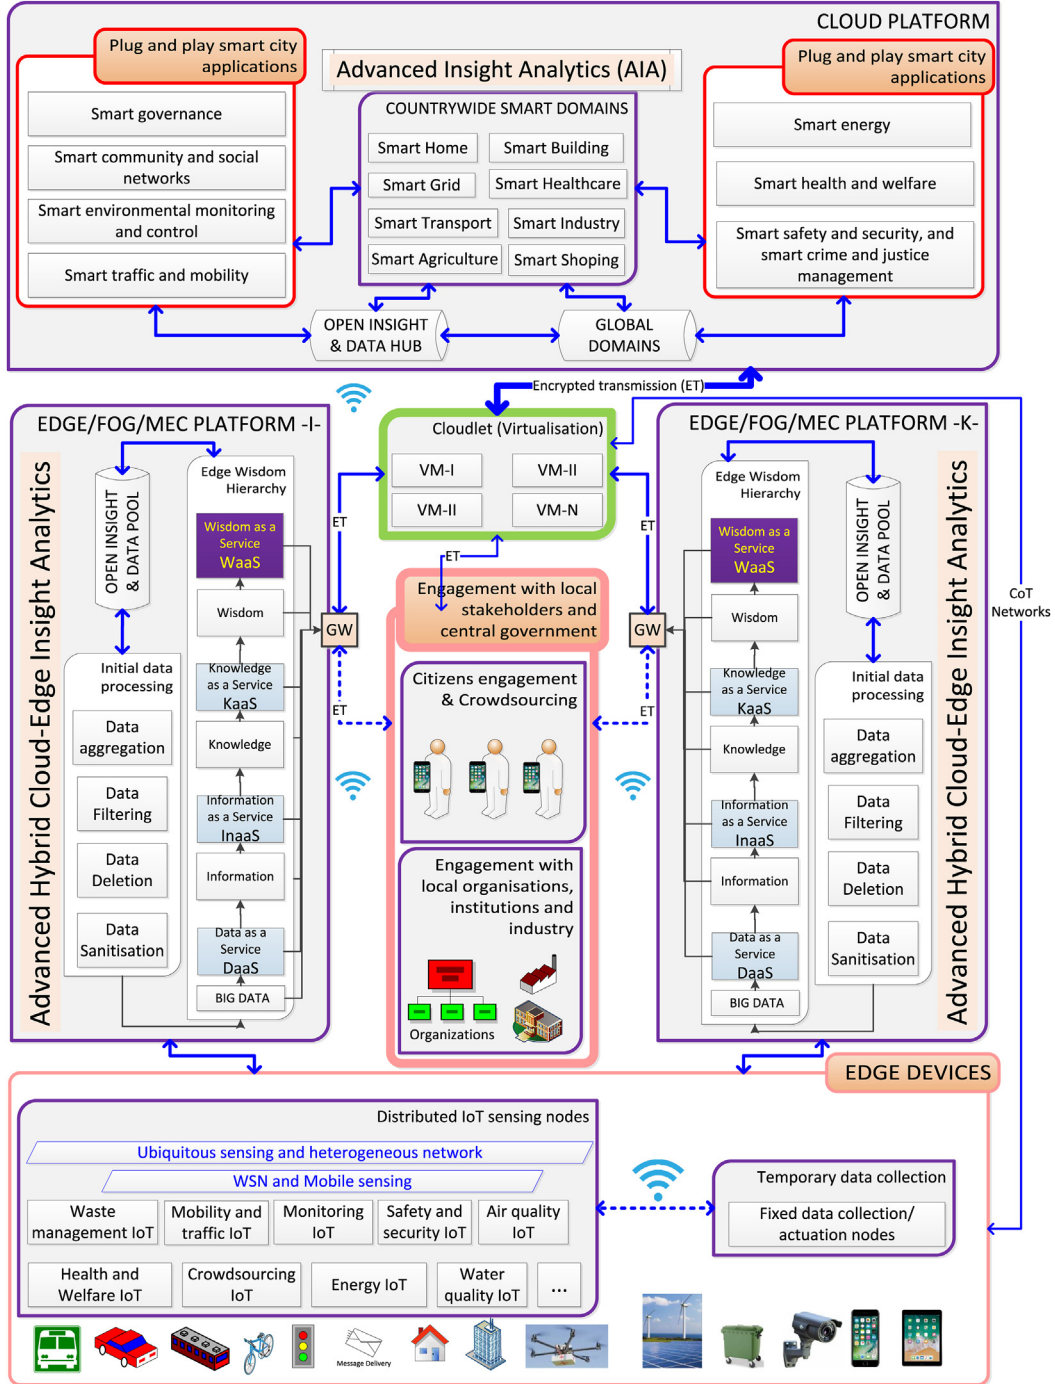 CLOUD PLATFORM
Plug and play smart city
applications
Smart governance
Smart community and social
networks
Smart environmental monitoring
and control
Smart traffic and mobility
Advanced Insight Analytics (AIA)
COUNTRYWIDE SMART DOMAINS
Smart Home
Smart Building
Smart Grid
Smart Healthcare
Smart Transport
Smart Industry
Smart Agriculture
Smart Shoping
Plug and play smart city
applications
Smart energy
Smart health and welfare
Smart safety and security, and
smart crime and justice
management
OPEN INSIGHT
& DATA HUB
GLOBAL
DOMAINS
Encrypted transmission (ET)
EDGE/FOG/MEC PLATFORM -I-
Advanced Hybrid Cloud-Edge Insight Analytics
OPEN INSIGHT
& DATA POOL
Edge Wisdom
Hierarchy
Wisdom as a
Service
WaaS
Wisdom
Knowledge
as a Service
KaaS
Knowledge
Information
as a Service
InaaS
Information
Data as a
Service
DaaS
BIG DATA
Initial data
processing
Data
aggregation
Data
Filtering
Data
Deletion
Data
Sanitisation
GW
ET
ET
Cloudlet (Virtualisation)
VM-I
VM-II
VM-II
VM-N
ET
Engagement with local
stakeholders and
central government
Citizens engagement
& Crowdsourcing
Engagement with
local organisations,
institutions and
industry
Organizations
ET
ET
GW
EDGE/FOG/MEC PLATFORM -K-
Edge Wisdom
Hierarchy
Wisdom as a
Service
WaaS
Wisdom
Knowledge
as a Service
KaaS
Knowledge
Information
as a Service
InaaS
Information
Data as a
Service
DaaS
BIG DATA
OPEN INSIGHT
& DATA POOL
Initial data
processing
Data
aggregation
Data
Filtering
Data
Deletion
Data
Sanitisation
Advanced Hybrid Cloud-Edge Insight Analytics
CoT
Networks
EDGE DEVICES
Distributed IoT sensing nodes
Ubiquitous sensing and heterogeneous network
WSN and Mobile sensing
Waste
management IoT
Mobility and
traffic IoT
Monitoring
IoT
Safety and
security IoT
Air quality
IoT
Health and
Welfare IoT
Crowdsourcing
IoT
Energy IoT
Water
quality IoT
...
Temporary data collection
Fixed data collection/
actuation nodes
Message Delivery